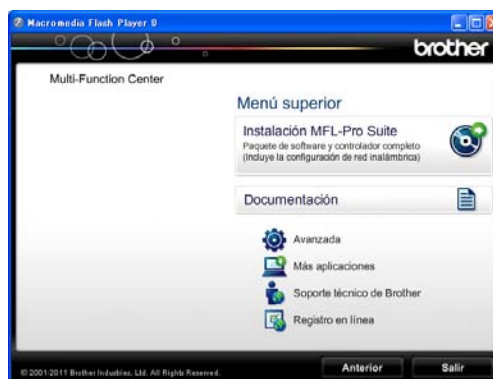 Macromedia Flash Player 8
brother
Multi-Function Center
Menú superior
Instalación MFL-Pro Suite
Paquete de software y controlador completo
(Incluye la configuración de red inalámbrica)
Documentación
Avanzada
Más aplicaciones
Soporte técnico de Brother
Registro en línea
© 2001-2011 Brother Industries, Ltd. All Rights Reserved.
Anterior
Salir